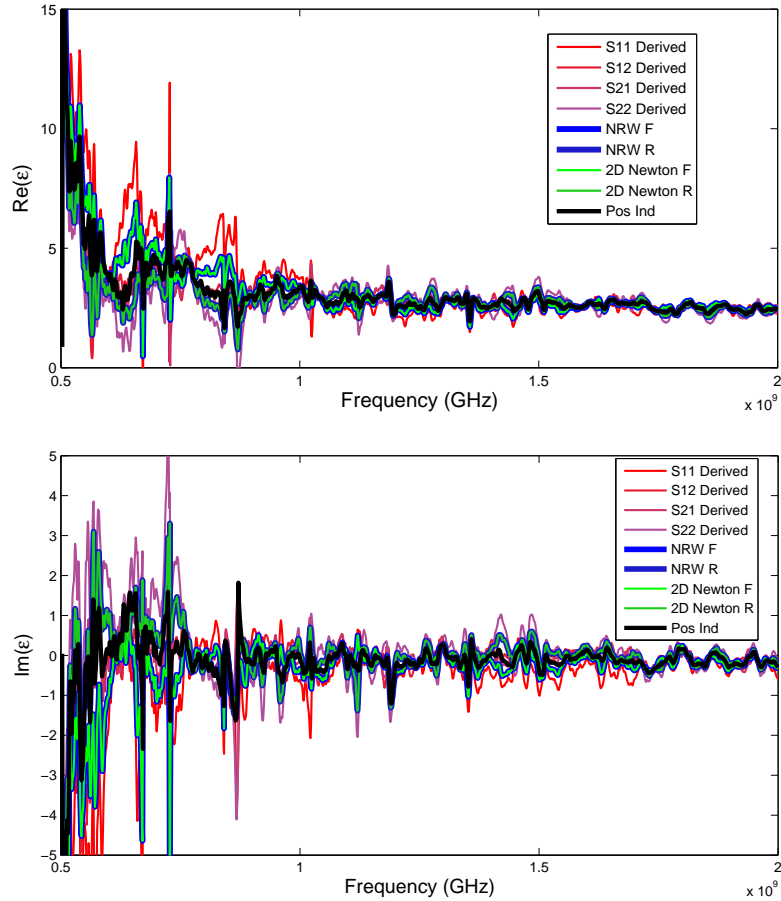 15
10
5
0
Re(ε)
S11 Derived
S12 Derived
S21 Derived
S22 Derived
NRW F
NRW R
2D Newton F
2D Newton R
Pos Ind
0.5
1
1.5
2
Frequency (GHz)
x 10⁹
5
4
3
2
1
0
−1
−2
−3
−4
−5
Im(ε)
S11 Derived
S12 Derived
S21 Derived
S22 Derived
NRW F
NRW R
2D Newton F
2D Newton R
Pos Ind
0.5
1
1.5
2
Frequency (GHz)
x 10⁹